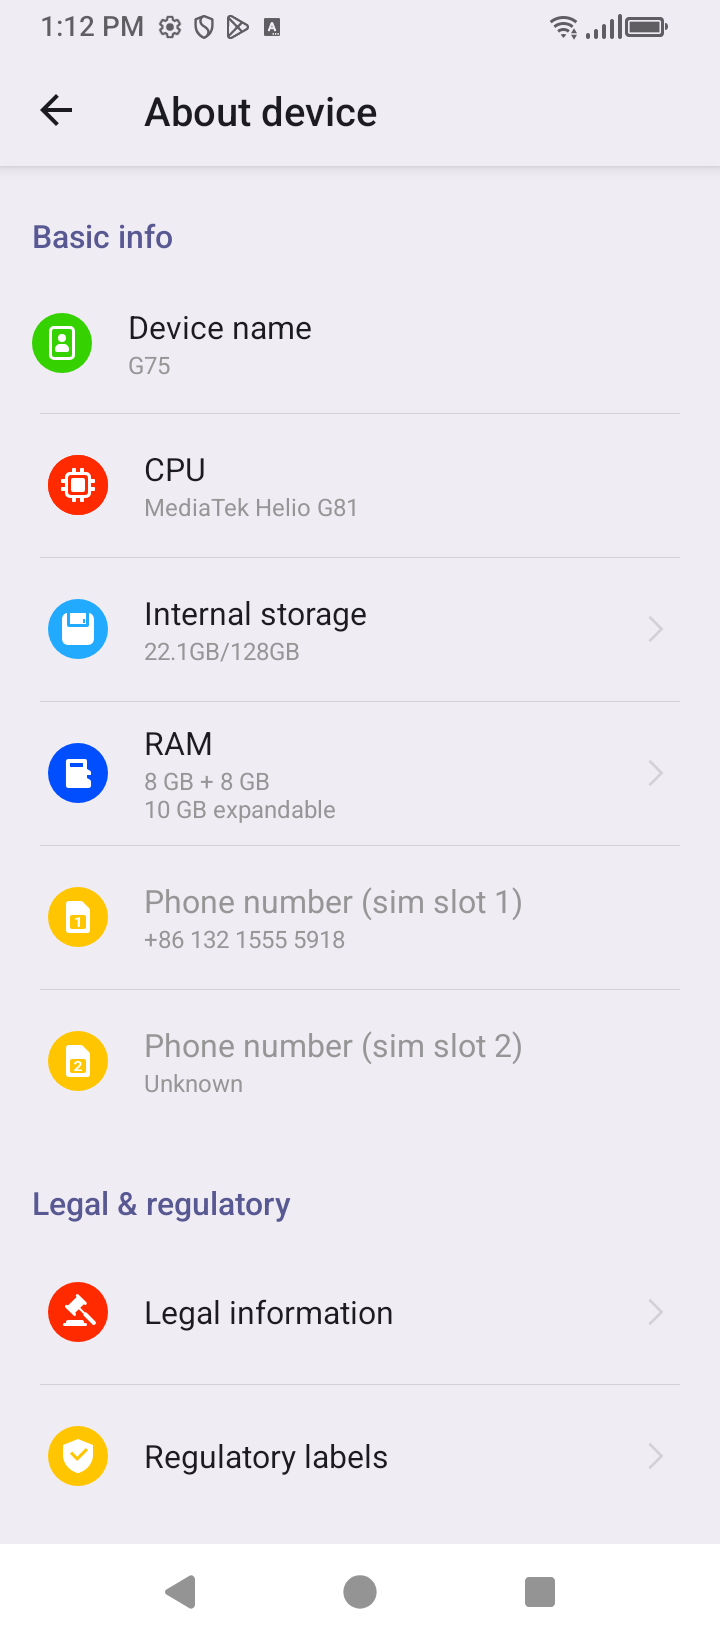 1:12 PM
About device
Basic info
Device name
G75
CPU
MediaTek Helio G81
Internal storage
22.1GB/128GB
RAM
8 GB + 8 GB
10 GB expandable
Phone number (sim slot 1)
+86 132 1555 5918
Phone number (sim slot 2)
Unknown
Legal & regulatory
Legal information
Regulatory labels